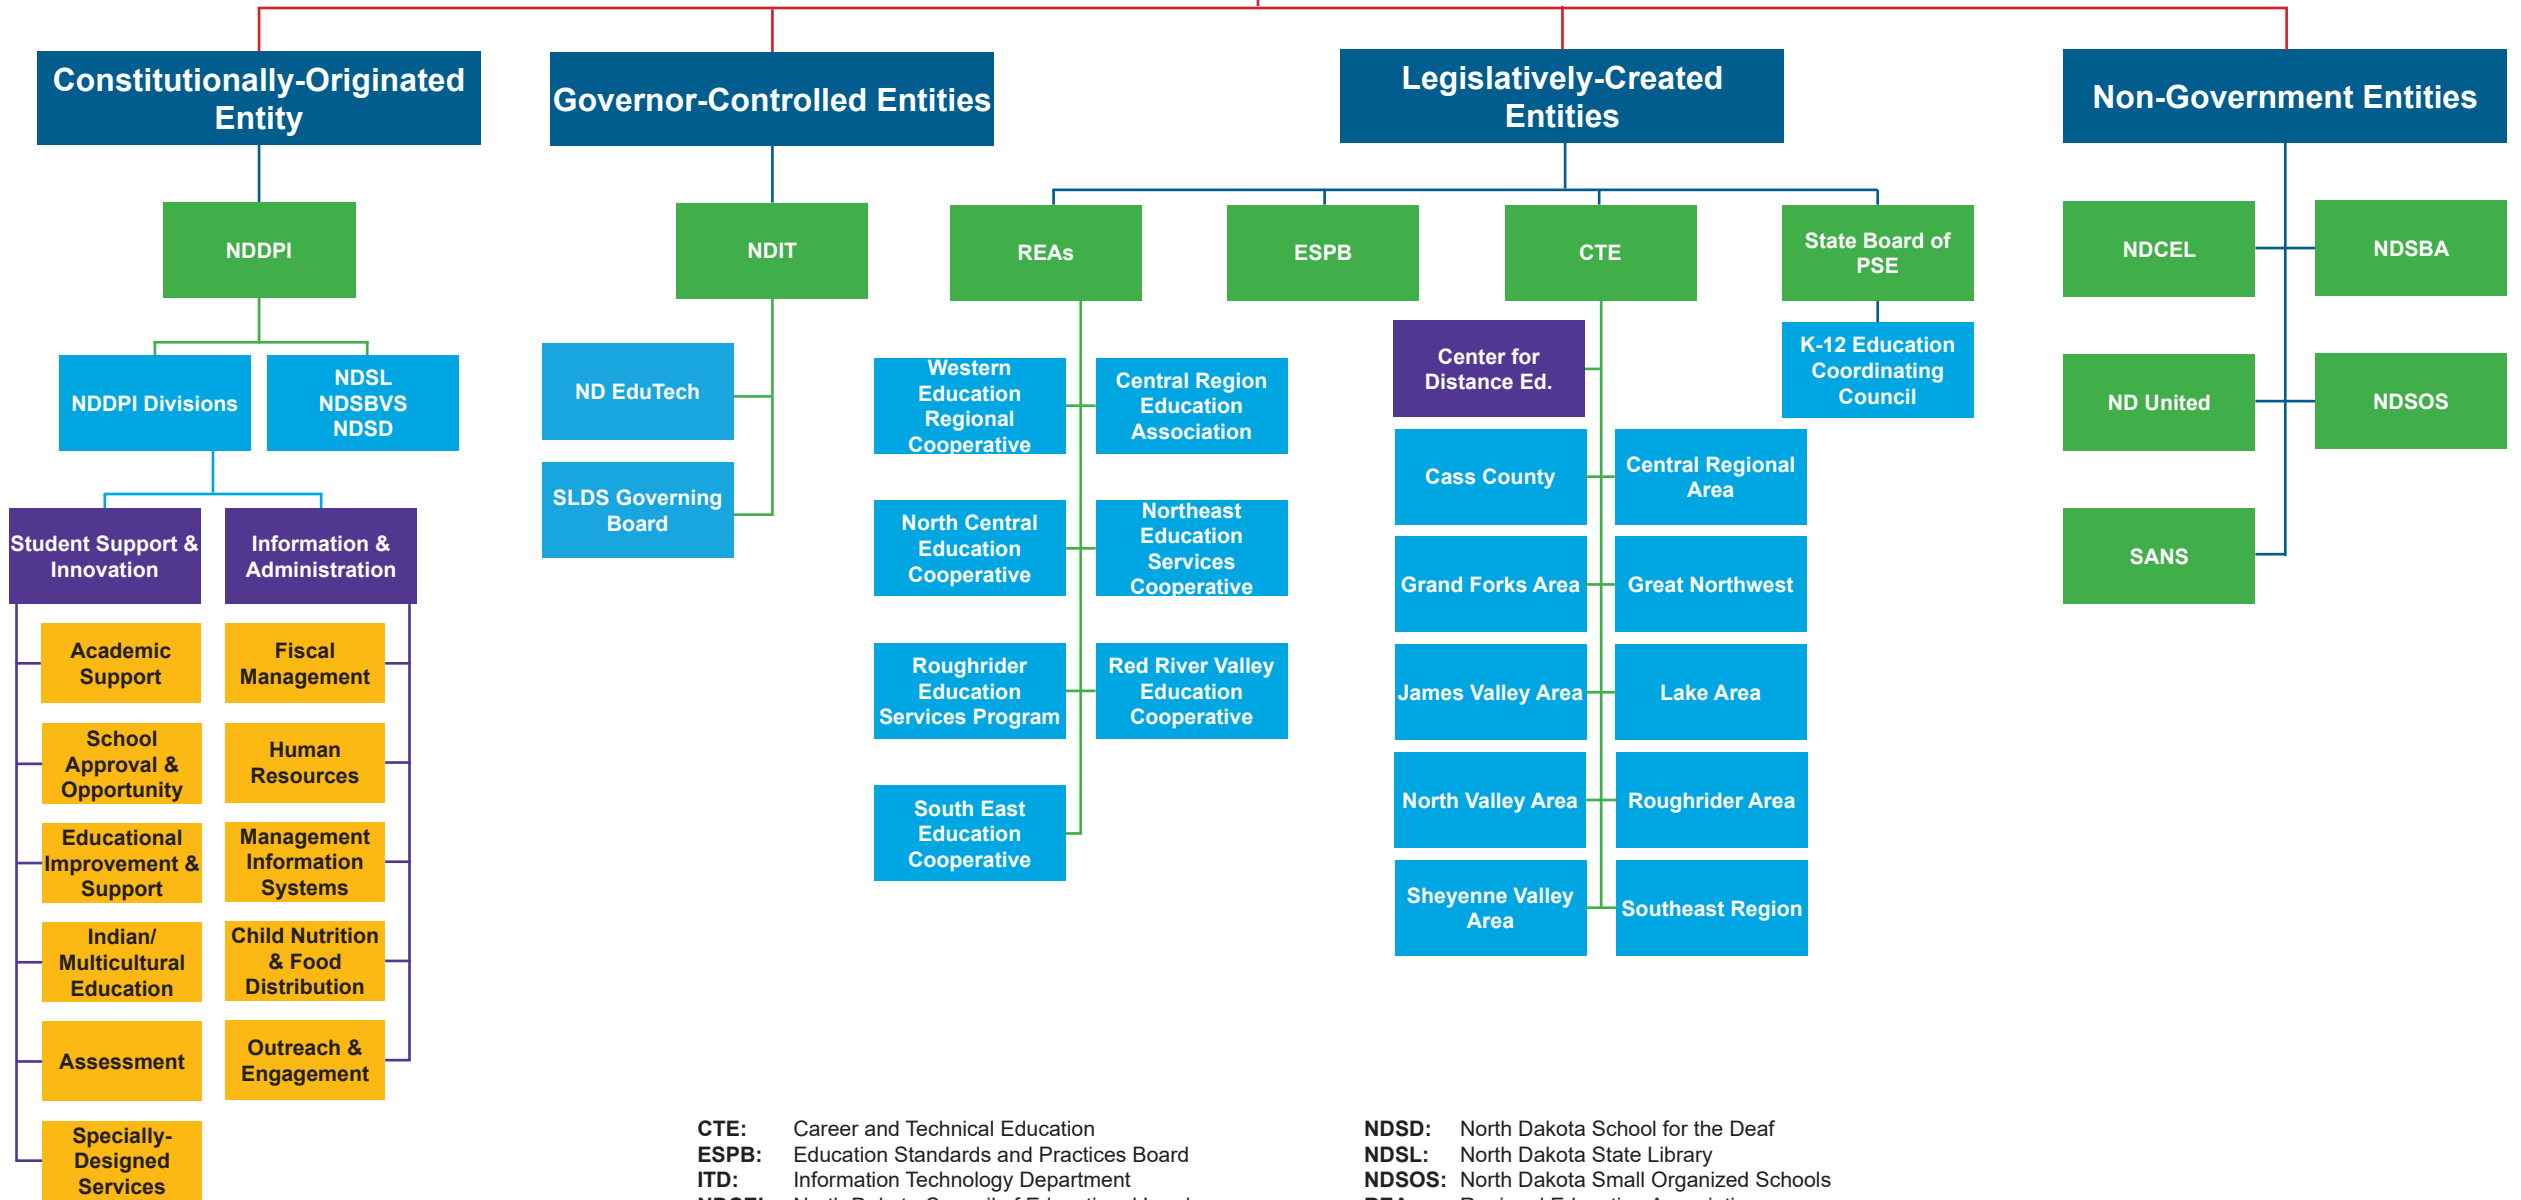 Constitutionally-Originated
Entity
Governor-Controlled Entities
Legislatively-Created
Entities
Non-Government Entities
NDDPI
NDIT
REAs
ESPB
CTE
State Board of
PSE
NDCEL
NDSBA
NDDPI Divisions
NDSL
NDSBVS
NDSD
ND EduTech
SLDS Governing
Board
Western
Education
Regional
Cooperative
Central Region
Education
Association
North Central
Education
Cooperative
Northeast
Education
Services
Cooperative
Roughrider
Education
Services Program
Red River Valley
Education
Cooperative
South East
Education
Cooperative
Center for
Distance Ed.
Cass County
Central Regional
Area
Grand Forks Area
Great Northwest
James Valley Area
Lake Area
North Valley Area
Roughrider Area
Sheyenne Valley
Area
Southeast Region
K-12 Education
Coordinating
Council
ND United
NDSOS
SANS
Student Support &
Innovation
Information &
Administration
Academic
Support
Fiscal
Management
School
Approval &
Opportunity
Human
Resources
Educational
Improvement &
Support
Management
Information
Systems
Indian/
Multicultural
Education
Child Nutrition
& Food
Distribution
Assessment
Outreach &
Engagement
Specially-
Designed
Services
CTE: Career and Technical Education
ESPB: Education Standards and Practices Board
ITD: Information Technology Department
NDSD: North Dakota School for the Deaf
NDSL: North Dakota State Library
NDSOS: North Dakota Small Organized Schools